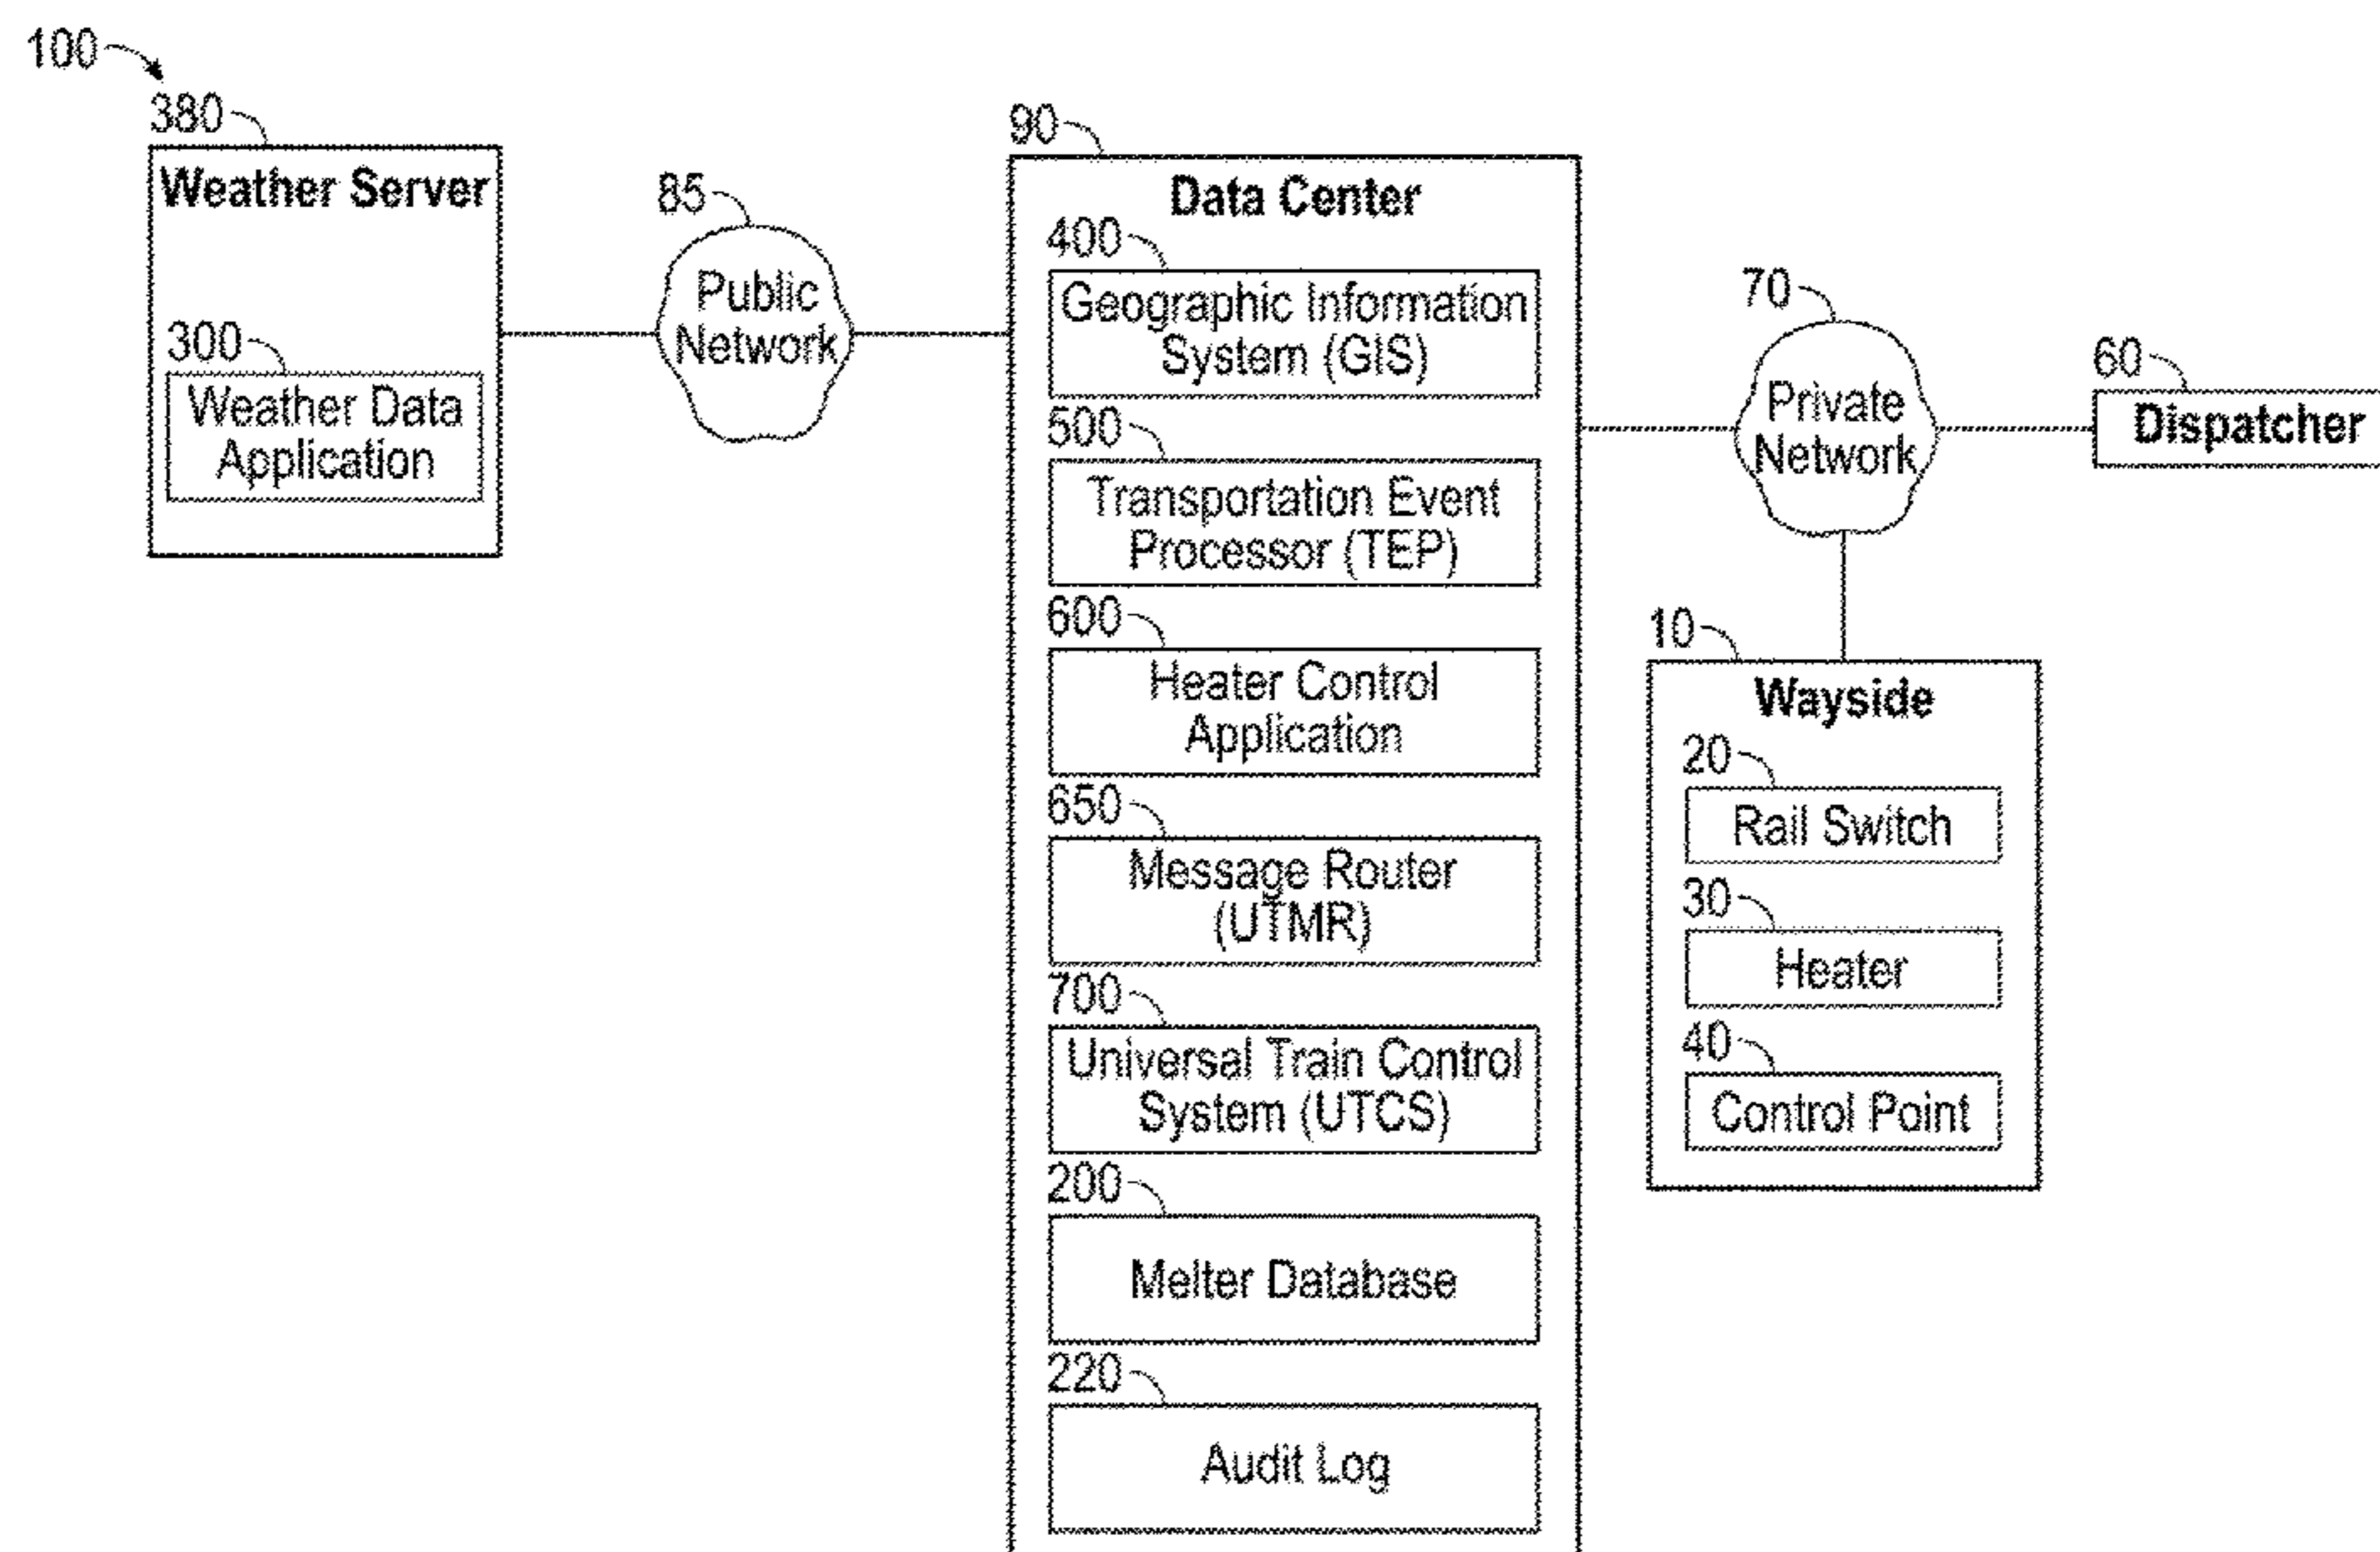 100
380
Weather Server
300
Weather Data
Application
85
Public
Network
90
Data Center
400
Geographic Information
System (GIS)
500
Transportation Event
Processor (TEP)
600
Heater Control
Application
650
Message Router
(UTMR)
700
Universal Train Control
System (UTCS)
200
Melter Database
220
Audit Log
70
Private
Network
60
Dispatcher
10
Wayside
20
Rail Switch
30
Heater
40
Control Point